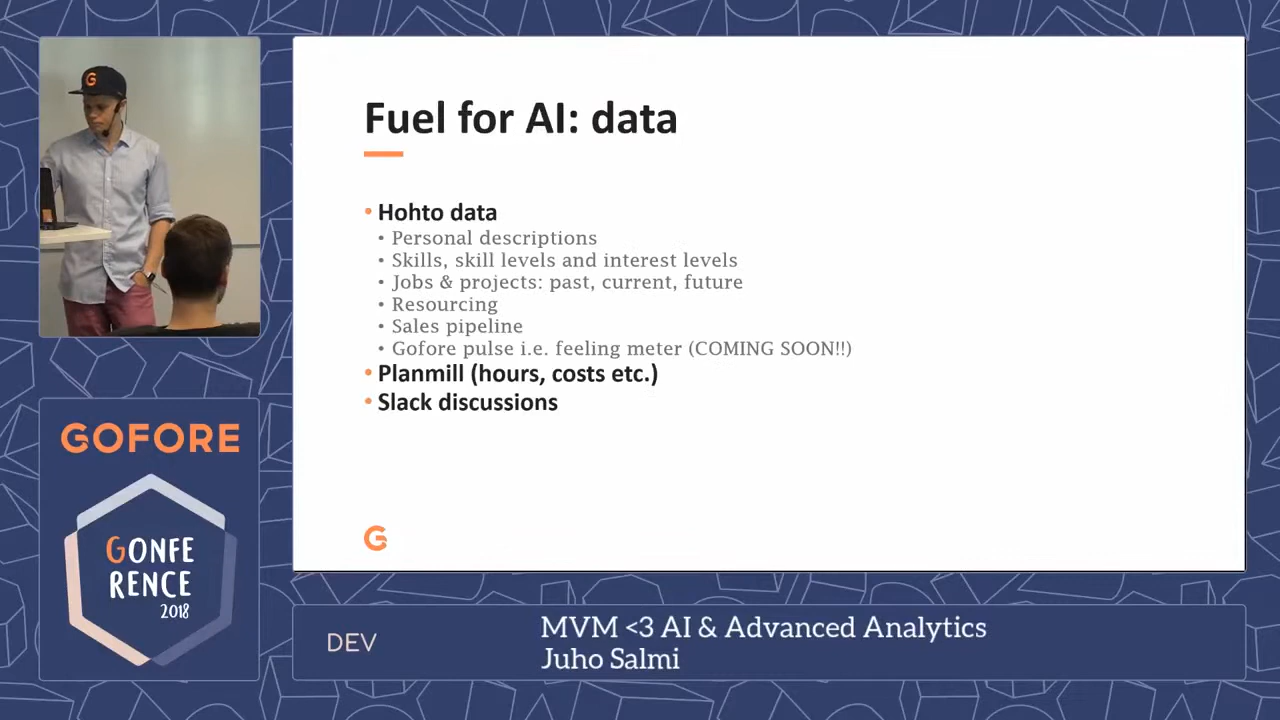 Fuel for AI: data
• Hohto data
• Personal descriptions
• Skills, skill levels and interest levels
• Jobs & projects: past, current, future
• Resourcing
• Sales pipeline
• Gofore pulse i.e. feeling meter (COMING SOON!!)
• Planmill (hours, costs etc.)
• Slack discussions
G
G
GOFORE
GONFE
RENCE
2018
DEV
MVM <3 AI & Advanced Analytics
Juho Salmi